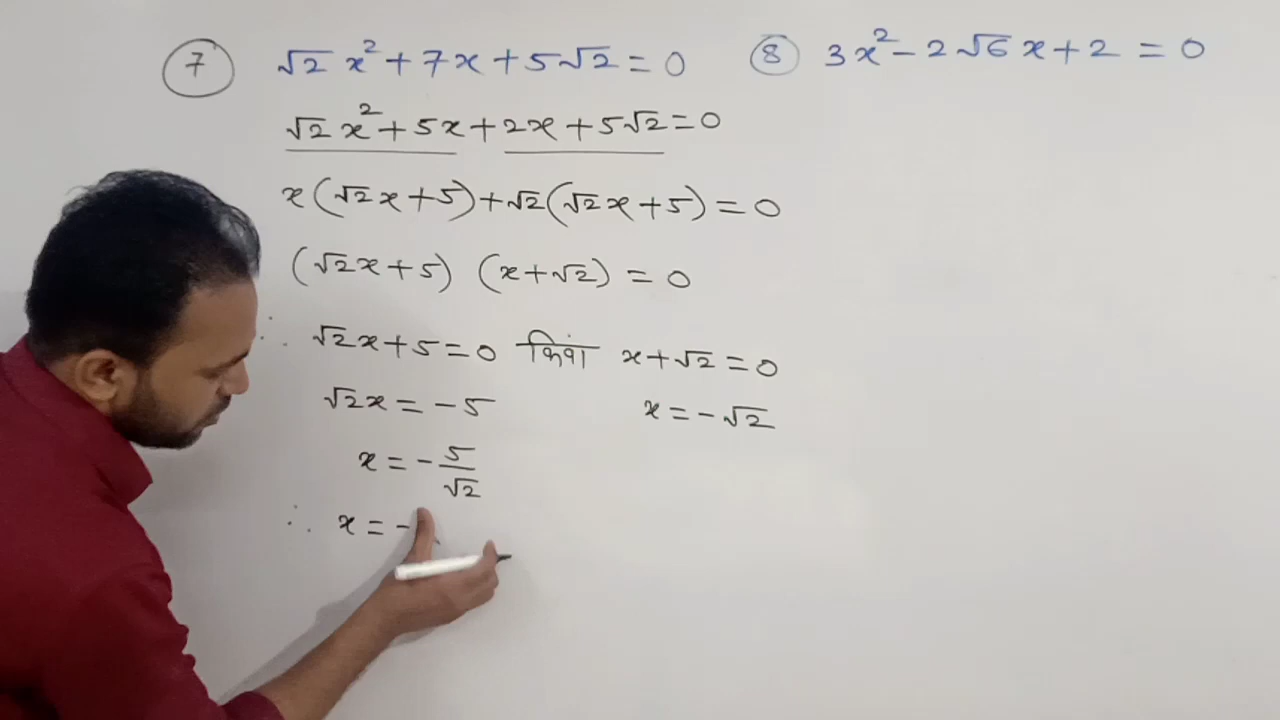 7 √2 x² + 7x + 5√2 = 0
√2 x² + 5x + 2x + 5√2 = 0
x(√2x + 5) + √2(√2x + 5) = 0
(√2x + 5) (x + √2) = 0
∴ √2x + 5 = 0 किंवा x + √2 = 0
√2x = -5 x = -√2
x = -5/√2
∴ x = -
8 3x² - 2√6 x + 2 = 0